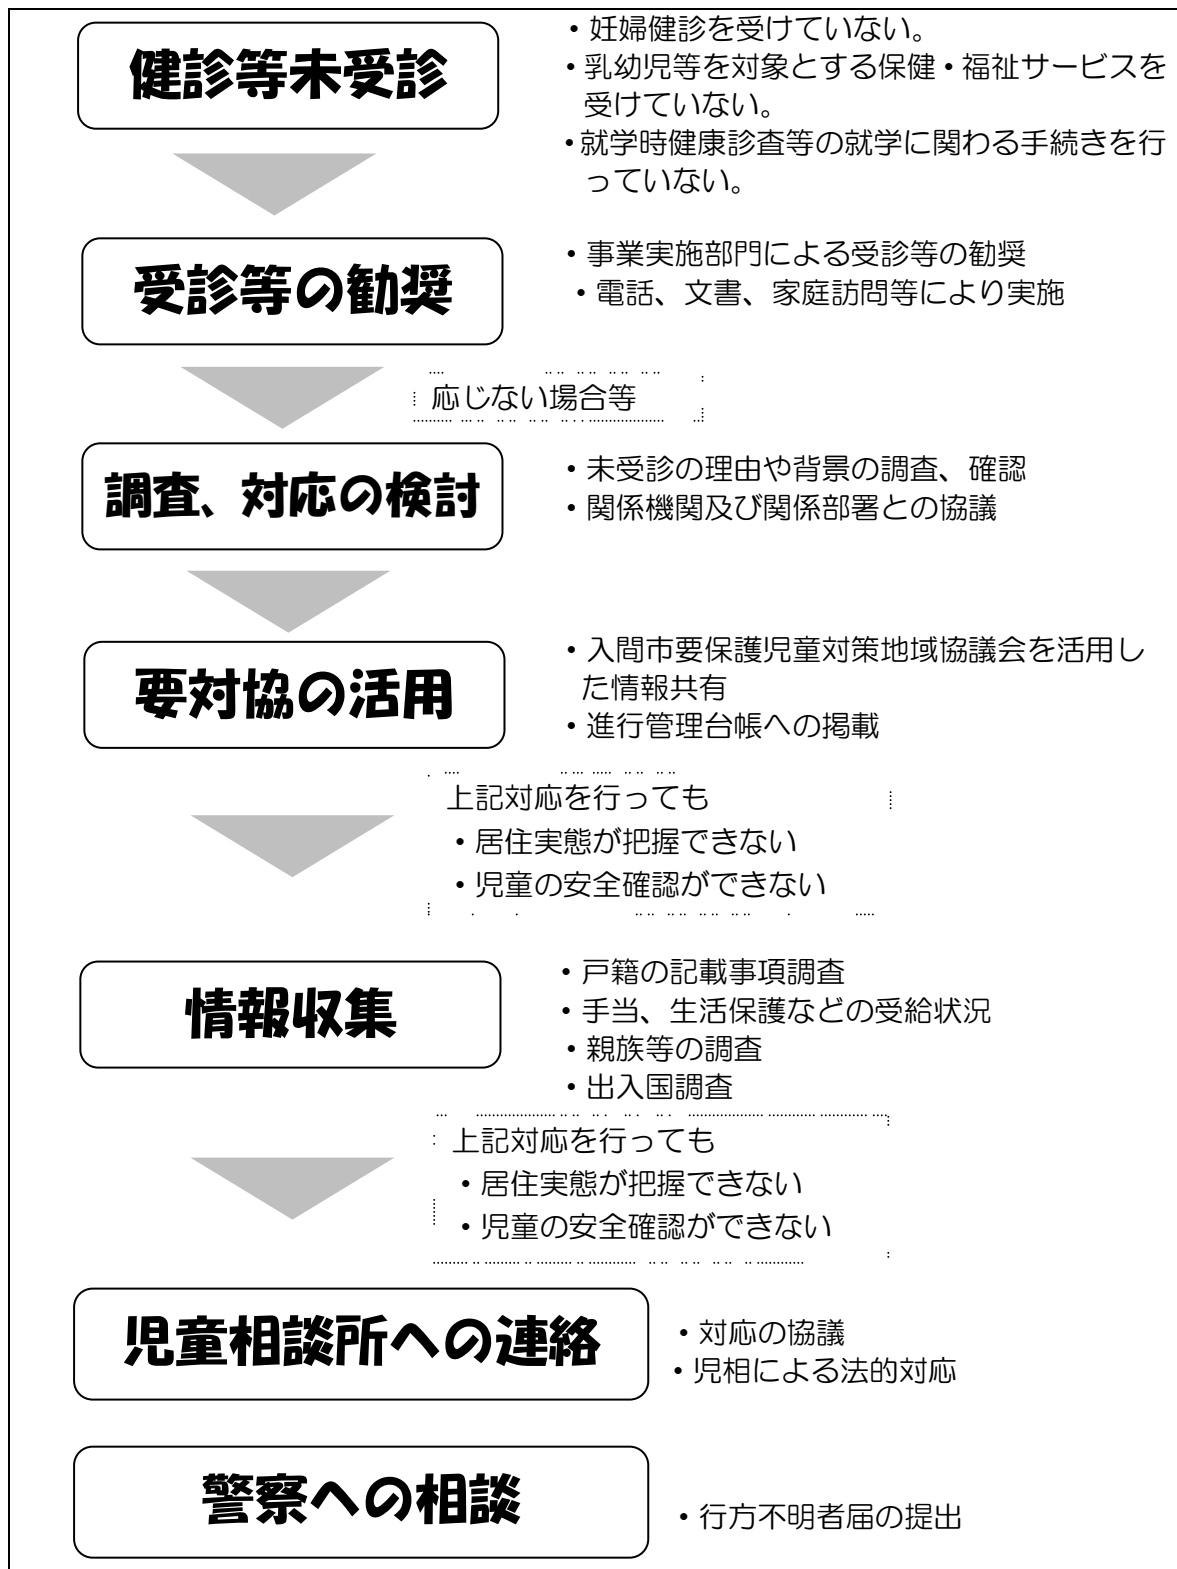 健診等未受診
・妊婦健診を受けていない。
・乳幼児等を対象とする保健・福祉サービスを
受けていない。
・就学時健康診査等の就学に関わる手続きを行
っていない。
受診等の勧奨
・事業実施部門による受診等の勧奨
・電話、文書、家庭訪問等により実施
応じない場合等
調査、対応の検討
・未受診の理由や背景の調査、確認
・関係機関及び関係部署との協議
要対協の活用
・入間市要保護児童対策地域協議会を活用し
た情報共有
・進行管理台帳への掲載
上記対応を行っても
・居住実態が把握できない
・児童の安全確認ができない
情報収集
・戸籍の記載事項調査
・手当、生活保護などの受給状況
・親族等の調査
・出入国調査
上記対応を行っても
・居住実態が把握できない
・児童の安全確認ができない
児童相談所への連絡
・対応の協議
・児相による法的対応
警察への相談
・行方不明者届の提出